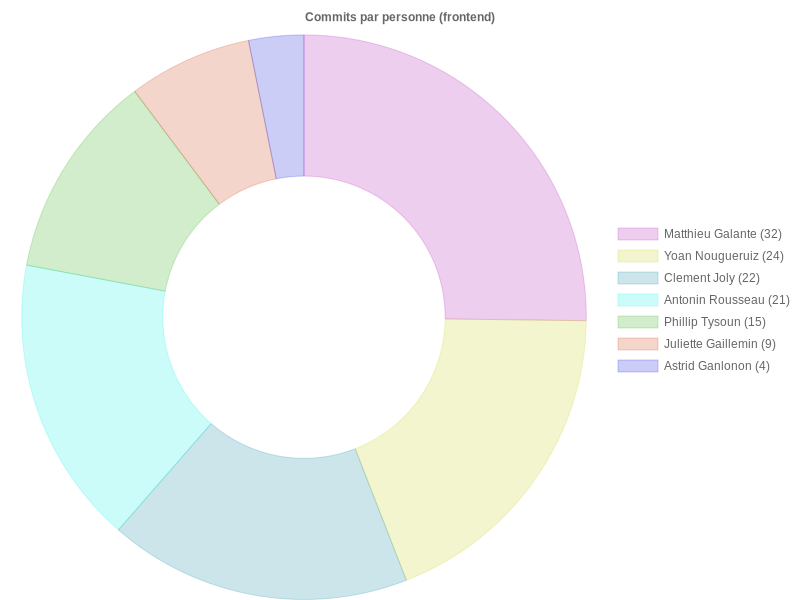 Commits par personne (frontend)
Matthieu Galante (32)
Yoan Nougueruiz (24)
Clement Joly (22)
Antonin Rousseau (21)
Phillip Tysoun (15)
Juliette Gaillemin (9)
Astrid Ganlonon (4)